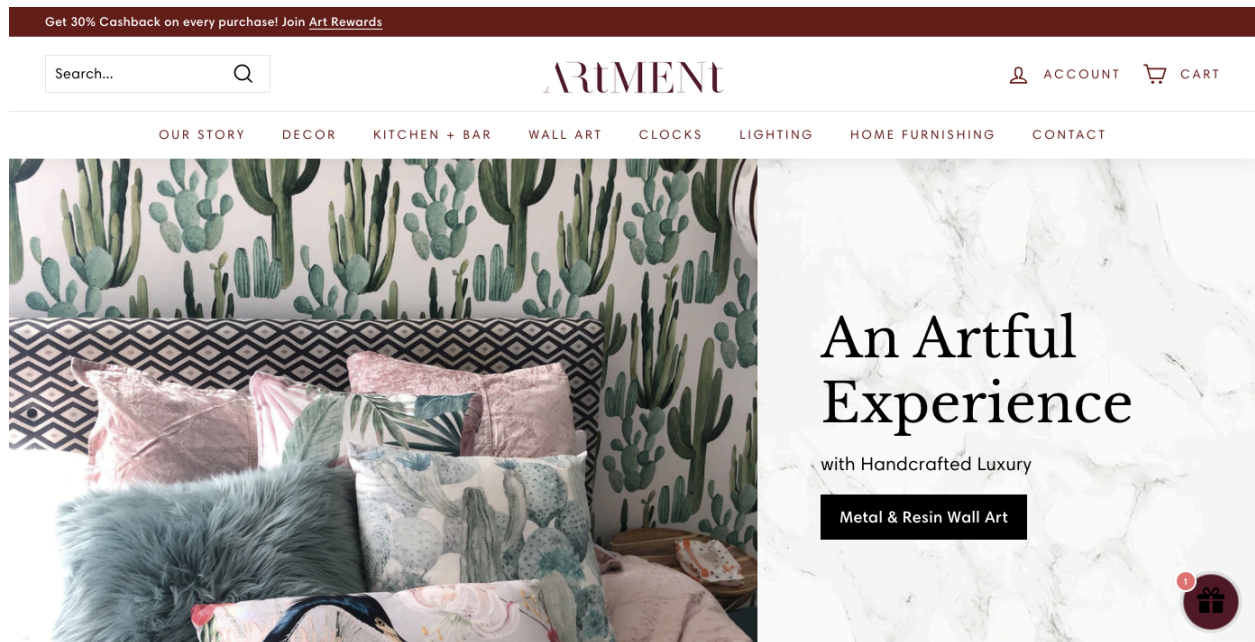 Get 30% Cashback on every purchase! Join Art Rewards
Search...
ARtMENt
ACCOUNT
CART
OUR STORY
DECOR
KITCHEN + BAR
WALL ART
CLOCKS
LIGHTING
HOME FURNISHING
CONTACT
An Artful
Experience
with Handcrafted Luxury
Metal & Resin Wall Art
1